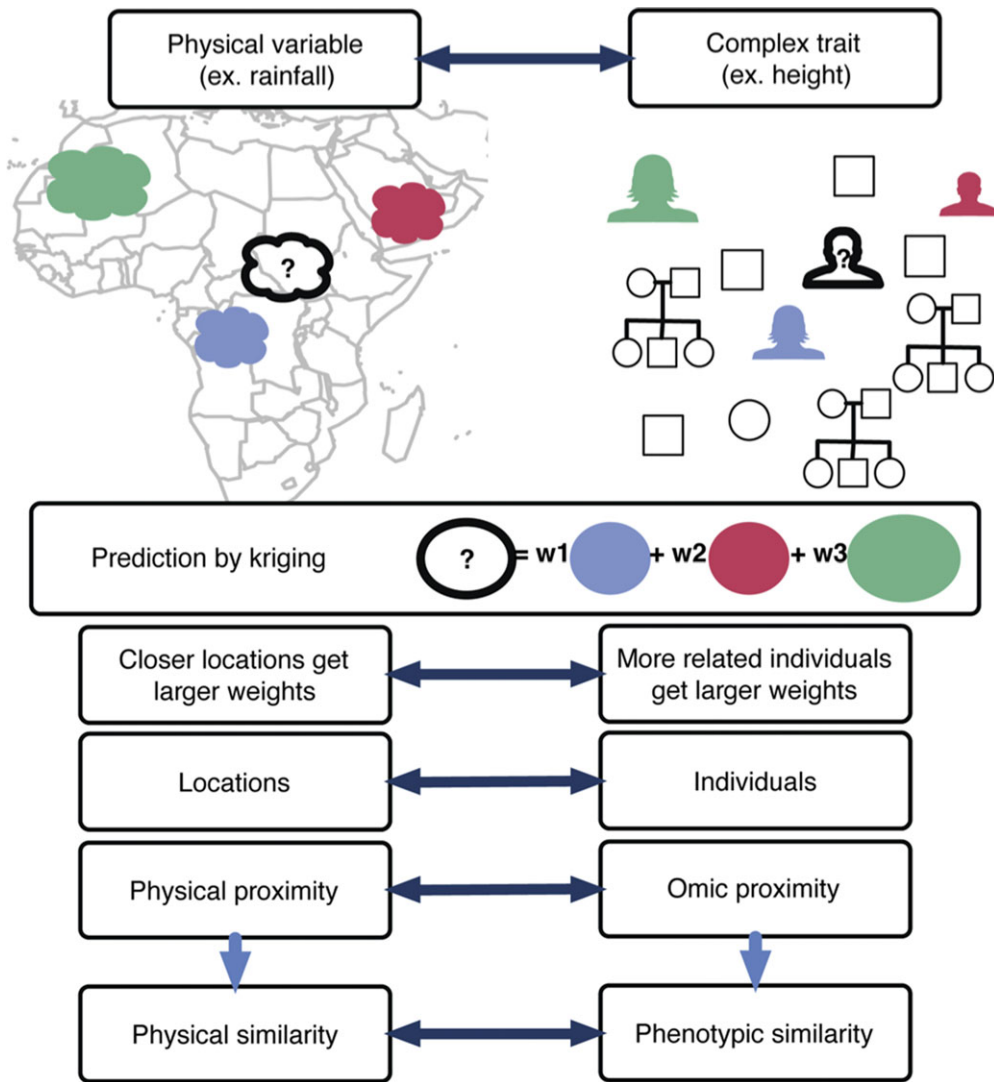 Physical variable
(ex. rainfall)
Complex trait
(ex. height)
?
?
Prediction by kriging
? = w1 + w2 + w3
Closer locations get
larger weights
More related individuals
get larger weights
Locations
Individuals
Physical proximity
Omic proximity
Physical similarity
Phenotypic similarity